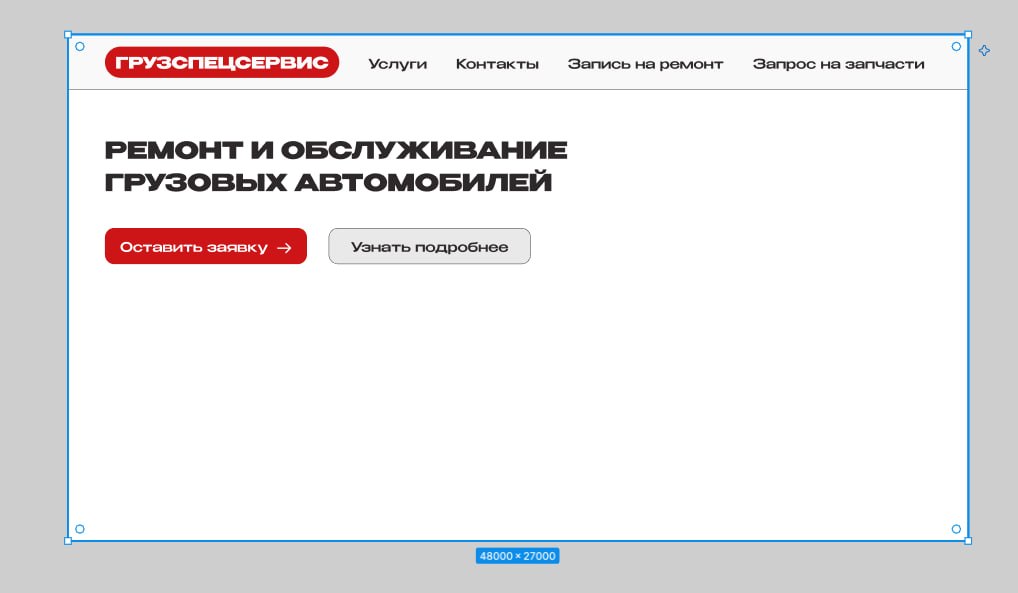 ГРУЗСПЕЦСЕРВИС Услуги Контакты Запись на ремонт Запрос на запчасти
РЕМОНТ И ОБСЛУЖИВАНИЕ
ГРУЗОВЫХ АВТОМОБИЛЕЙ
Оставить заявку → Узнать подробнее
48000 × 27000